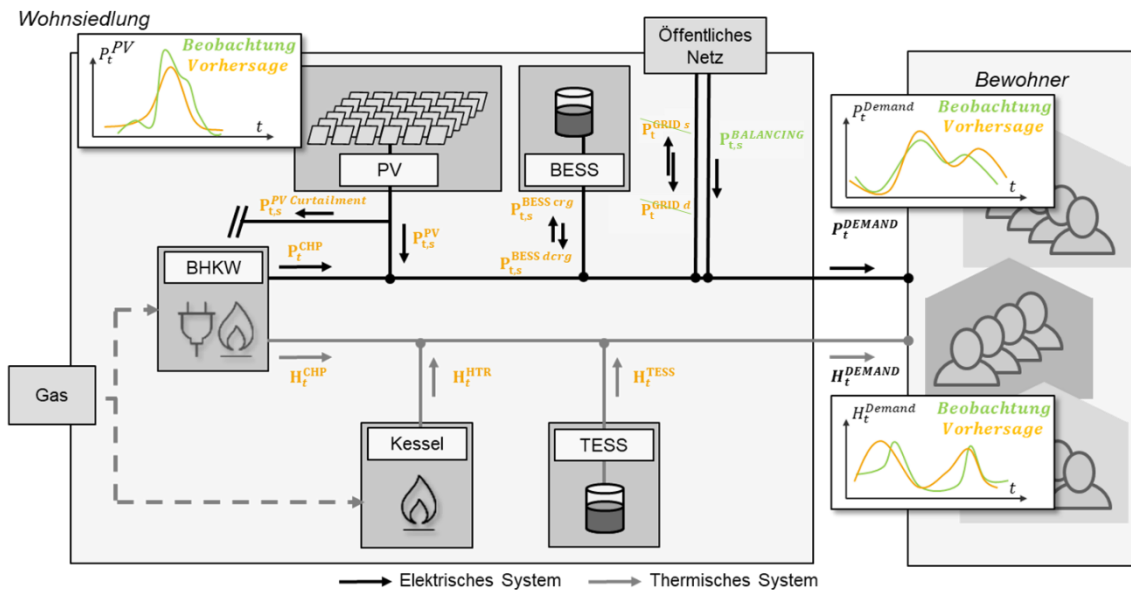 Wohnsiedlung
P_t^PV
Beobachtung
Vorhersage
t
PV
BESS
Öffentliches
Netz
P_t^GRID s
P_t,s^BALANCING
P_t^GRID d
P_t,s^PV Curtailment
P_t,s^PV
P_t,s^BESS crg
P_t,s^BESS dcrg
BHKW
P_t^CHP
H_t^CHP
Gas
Kessel
H_t^HTR
TESS
H_t^TESS
Bewohner
P_t^Demand
Beobachtung
Vorhersage
t
P_t^DEMAND
H_t^DEMAND
H_t^Demand
Beobachtung
Vorhersage
t
Elektrisches System
Thermisches System